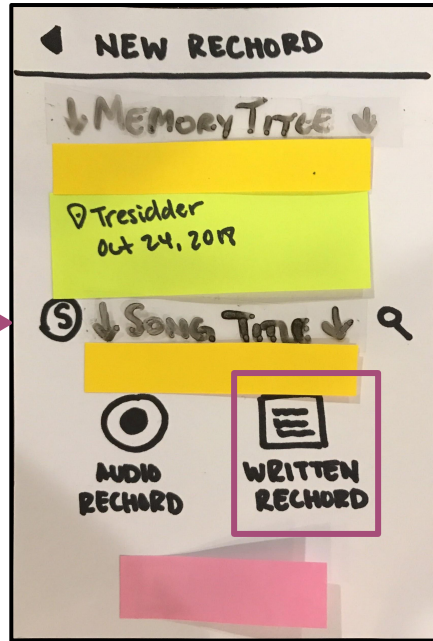 NEW RECHORD
↓ MEMORY TITLE ↓
Tresidder
Oct 24, 2018
S ↓ SONG TITLE ↓
AUDIO RECHORD
WRITTEN RECHORD